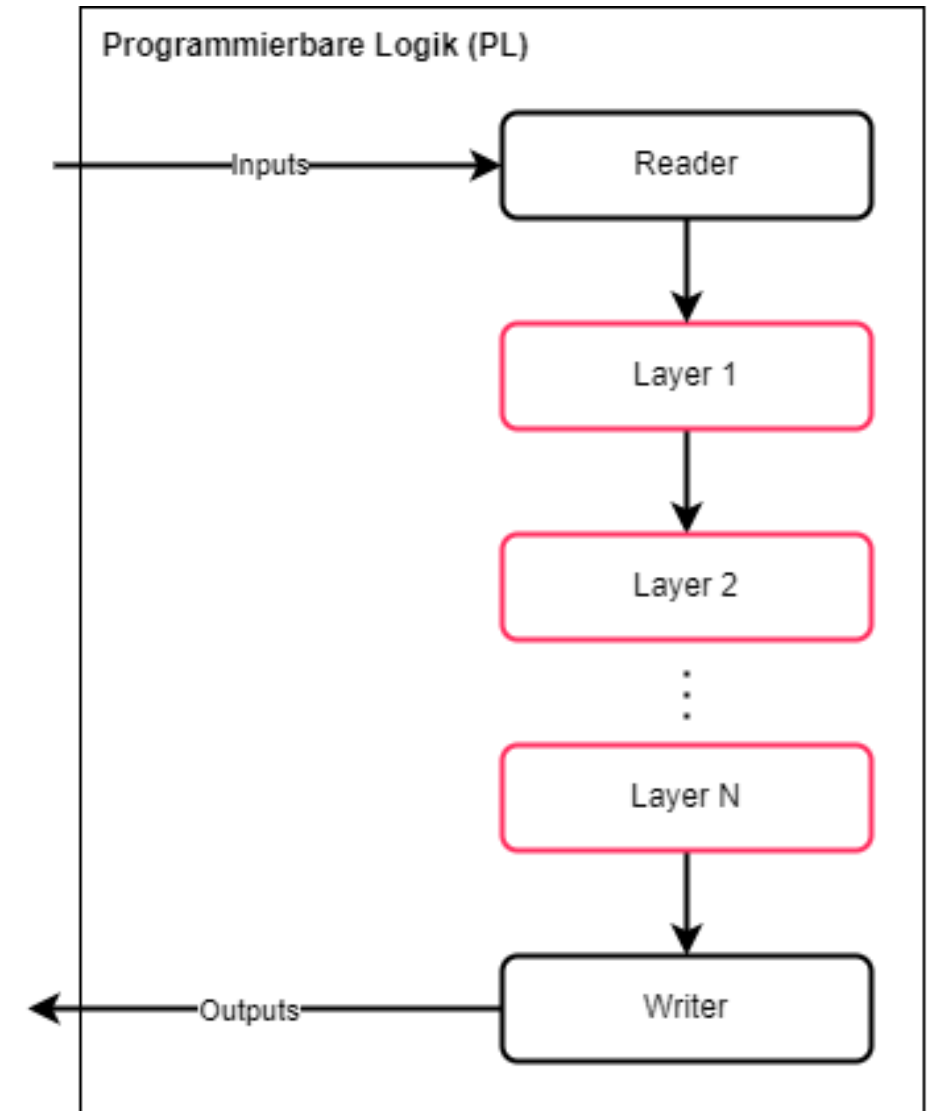 Programmierbare Logik (PL)
Inputs
Reader
Layer 1
Layer 2
Layer N
Outputs
Writer